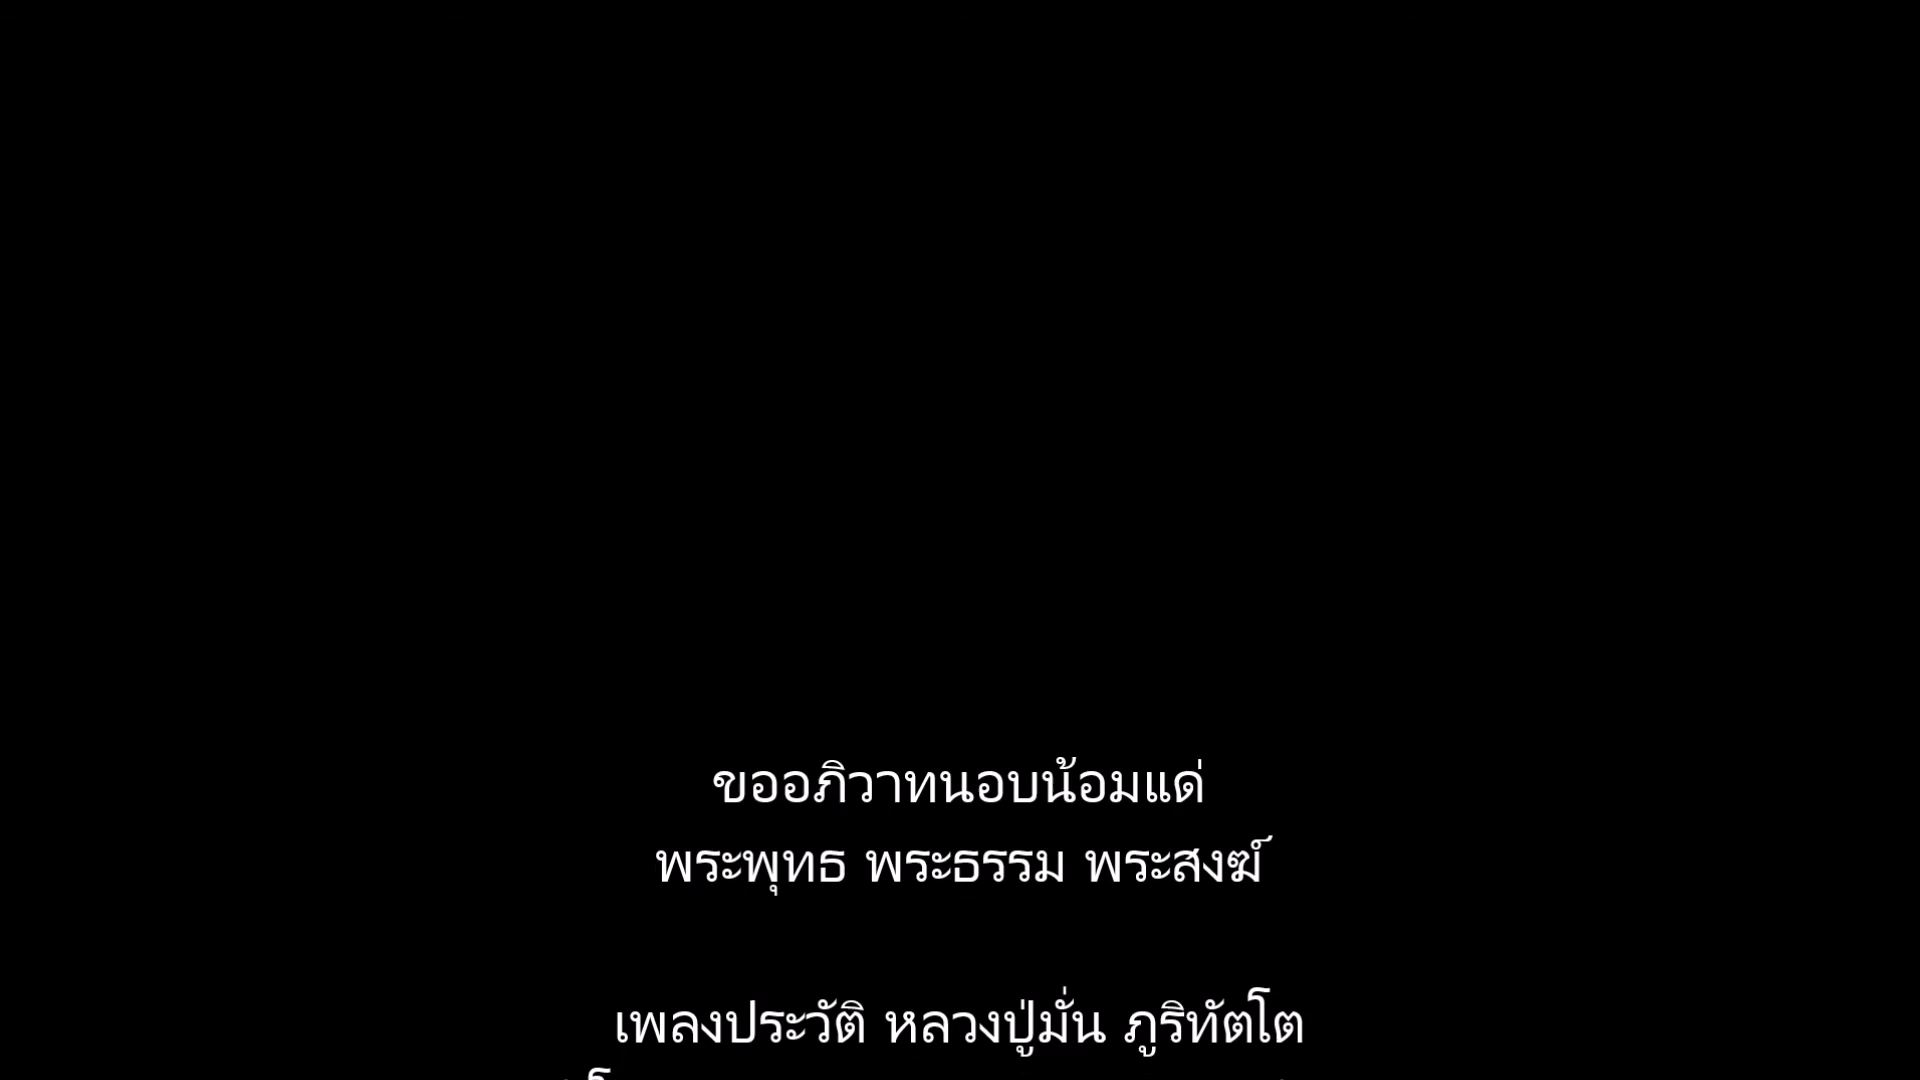 ขออภิวาทนอบน้อมแด่
พระพุทธ พระธรรม พระสงฆ์
เพลงประวัติ หลวงปู่มั่น ภูริทัตโต